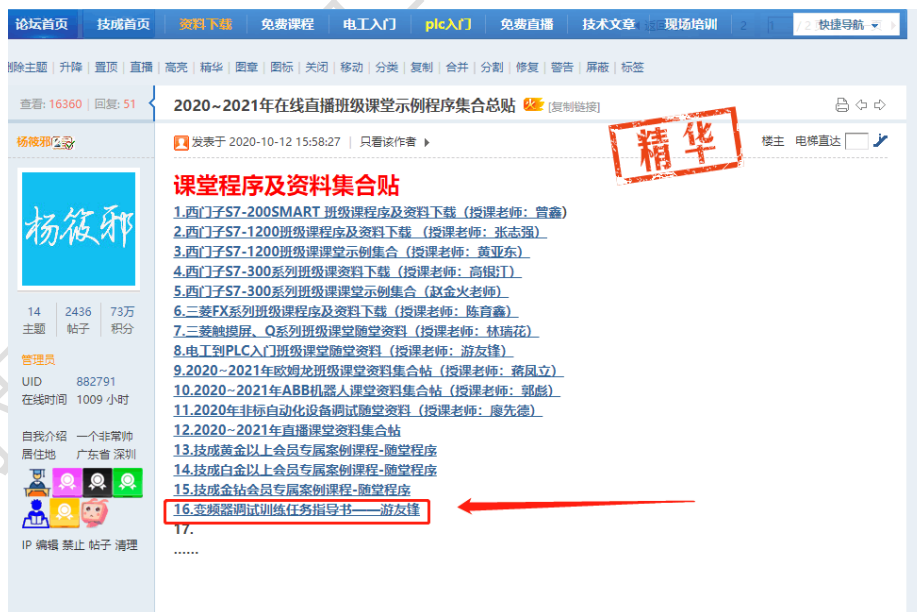 论坛首页 技成首页 资料下载 免费课程 电工入门 plc入门 免费直播 技术文章 现场培训 2 1 / 2 快捷导航
删除主题 升降 置顶 直播 高亮 精华 图章 图标 关闭 移动 分类 复制 合并 分割 修复 警告 屏蔽 标签
查看: 16360 回复: 51
2020~2021年在线直播班级课堂示例程序集合总贴 火 [复制链接]
杨筱邪
发表于 2020-10-12 15:58:27 只看该作者
精华
楼主 电梯直达
课堂程序及资料集合贴
1.西门子S7-200SMART 班级课程序及资料下载（授课老师：曾鑫)
2.西门子S7-1200班级课程序及资料下载 （授课老师：张志强）
3.西门子S7-1200班级课课堂示例集合（授课老师：黄亚东）
4.西门子S7-300系列班级课资料下载（授课老师：高银汀）
5.西门子S7-300系列班级课课堂示例集合（赵金火老师）
6.三菱FX系列班级课程序及资料下载（授课老师：陈育鑫）
7.三菱触摸屏、Q系列班级课堂随堂资料（授课老师：林瑞花）
8.电工到PLC入门班级课堂随堂资料（授课老师：游友锋）
9.2020~2021年欧姆龙班级课堂资料集合帖（授课老师：蒋凤立）
10.2020~2021年ABB机器人课堂资料集合帖（授课老师：郭彪）
11.2020年非标自动化设备调试随堂资料（授课老师：廖先德）
12.2020~2021年直播课堂资料集合帖
13.技成黄金以上会员专属案例课程-随堂程序
14.技成白金以上会员专属案例课程-随堂程序
15.技成金钻会员专属案例课程-随堂程序
16.变频器调试训练任务指导书——游友锋
17.
......
杨筱邪
14 2436 73万
主题 帖子 积分
管理员
UID 882791
在线时间 1009 小时
自我介绍 一个非常帅
居住地 广东省 深圳
IP 编辑 禁止 帖子 清理